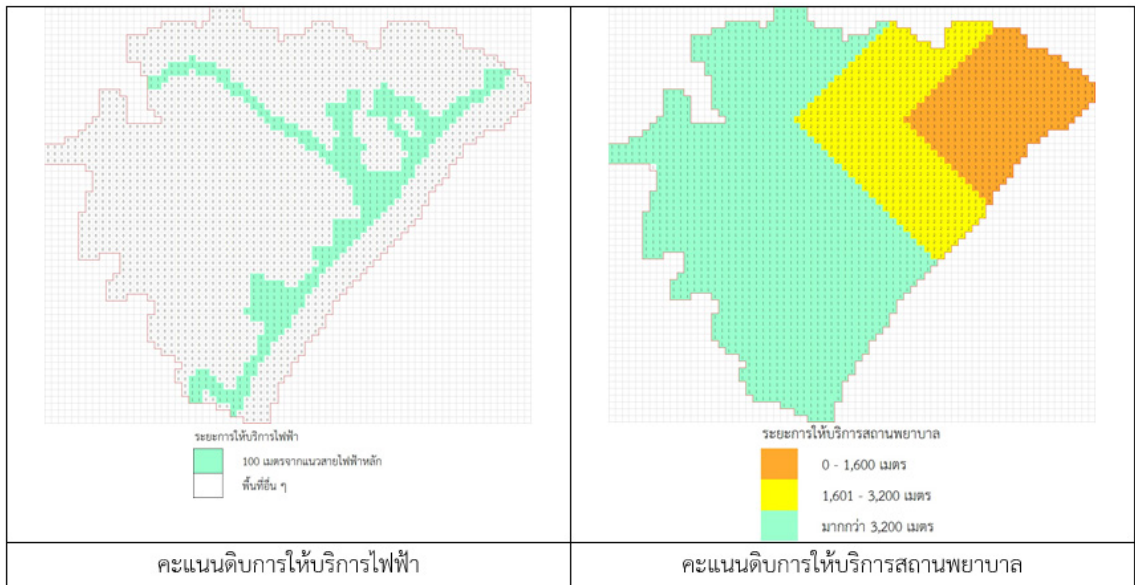 ระยะการให้บริการไฟฟ้า
100 เมตรจากแนวสายไฟฟ้าหลัก
พื้นที่อื่น ๆ
คะแนนดิบการให้บริการไฟฟ้า
ระยะการให้บริการสถานพยาบาล
0 - 1,600 เมตร
1,601 - 3,200 เมตร
มากกว่า 3,200 เมตร
คะแนนดิบการให้บริการสถานพยาบาล